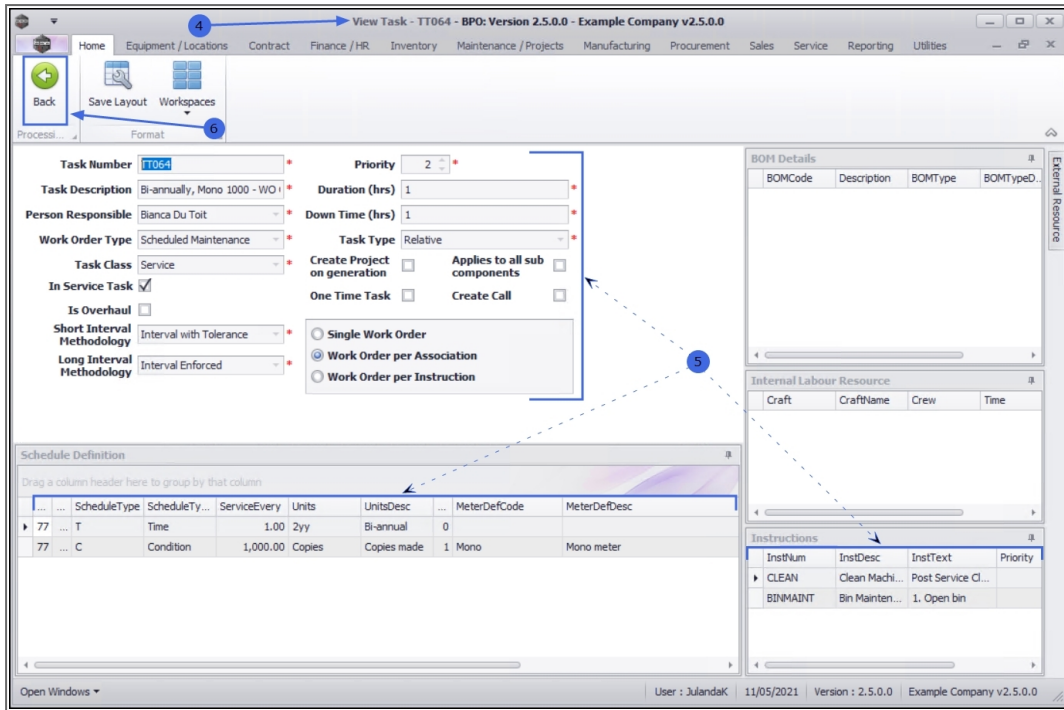 View Task - TT064 - BPO: Version 2.5.0.0 - Example Company v2.5.0.0
4
Home Equipment / Locations Contract Finance / HR Inventory Maintenance / Projects Manufacturing Procurement Sales Service Reporting Utilities
Back Save Layout Workspaces
6
Processi... Format
Task Number TT064 *
Task Description Bi-annually, Mono 1000 - WO *
Person Responsible Bianca Du Toit *
Work Order Type Scheduled Maintenance *
Task Class Service *
In Service Task
Is Overhaul
Short Interval Methodology Interval with Tolerance *
Long Interval Methodology Interval Enforced *
Priority 2 *
Duration (hrs) 1 *
Down Time (hrs) 1 *
Task Type Relative *
Create Project on generation Applies to all sub components
One Time Task Create Call
Single Work Order
Work Order per Association
Work Order per Instruction
5
BOM Details
BOMCode Description BOMType BOMTypeD...
External Resource
Internal Labour Resource
Craft CraftName Crew Time
Schedule Definition
Drag a column header here to group by that column
... ... ScheduleType ScheduleTy... ServiceEvery Units UnitsDesc ... MeterDefCode MeterDefDesc
77 ... T Time 1.00 2yy Bi-annual 0
77 ... C Condition 1,000.00 Copies Copies made 1 Mono Mono meter
Instructions
InstNum InstDesc InstText Priority
CLEAN Clean Machi... Post Service Cl...
BINMAINT Bin Mainten... 1. Open bin
Open Windows User : JulandaK 11/05/2021 Version : 2.5.0.0 Example Company v2.5.0.0